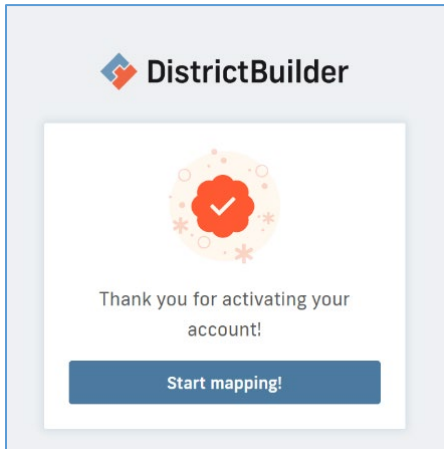 DistrictBuilder
Thank you for activating your
account!
Start mapping!